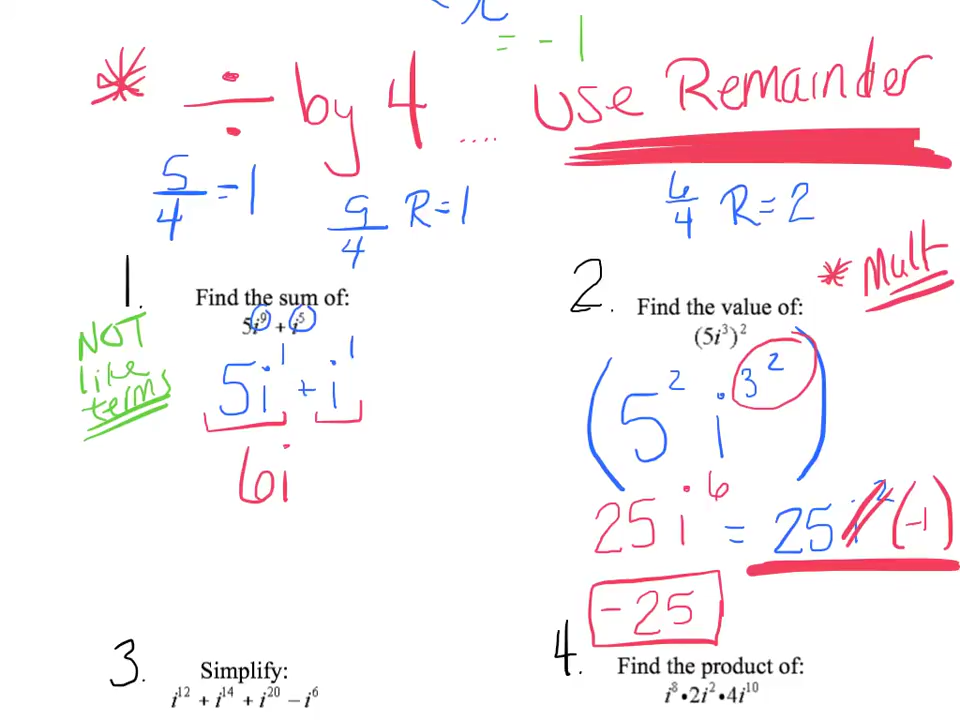 = -1
* ÷ by 4 .... Use Remainder
5/4 = 1
9/4 R=1
6/4 R=2
1.
Find the sum of:
5i⁹ + i⁵
NOT
like
terms
5i¹ + i¹
6i
2.
* Mult
Find the value of:
(5i³)²
(5² i³ ²)
25i⁶ = 25i²(-1)
-25
3.
Simplify:
i¹² + i¹⁴ + i²⁰ − i⁶
4.
Find the product of:
i⁸•2i²•4i¹⁰